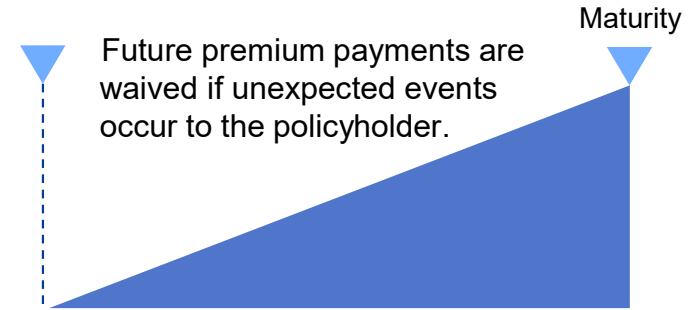 Maturity
Future premium payments are
waived if unexpected events
occur to the policyholder.